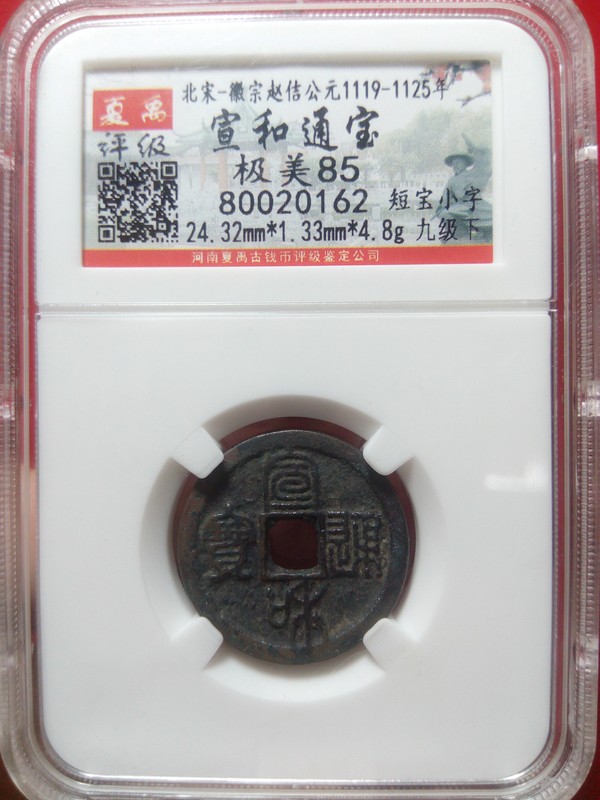 北宋-徽宗赵佶公元1119-1125年
夏禹
评级
宣和通宝
极美85
80020162 短宝小字
24.32mm*1.33mm*4.8g 九级下
河南夏禹古钱币评级鉴定公司
宣
寳 通
和